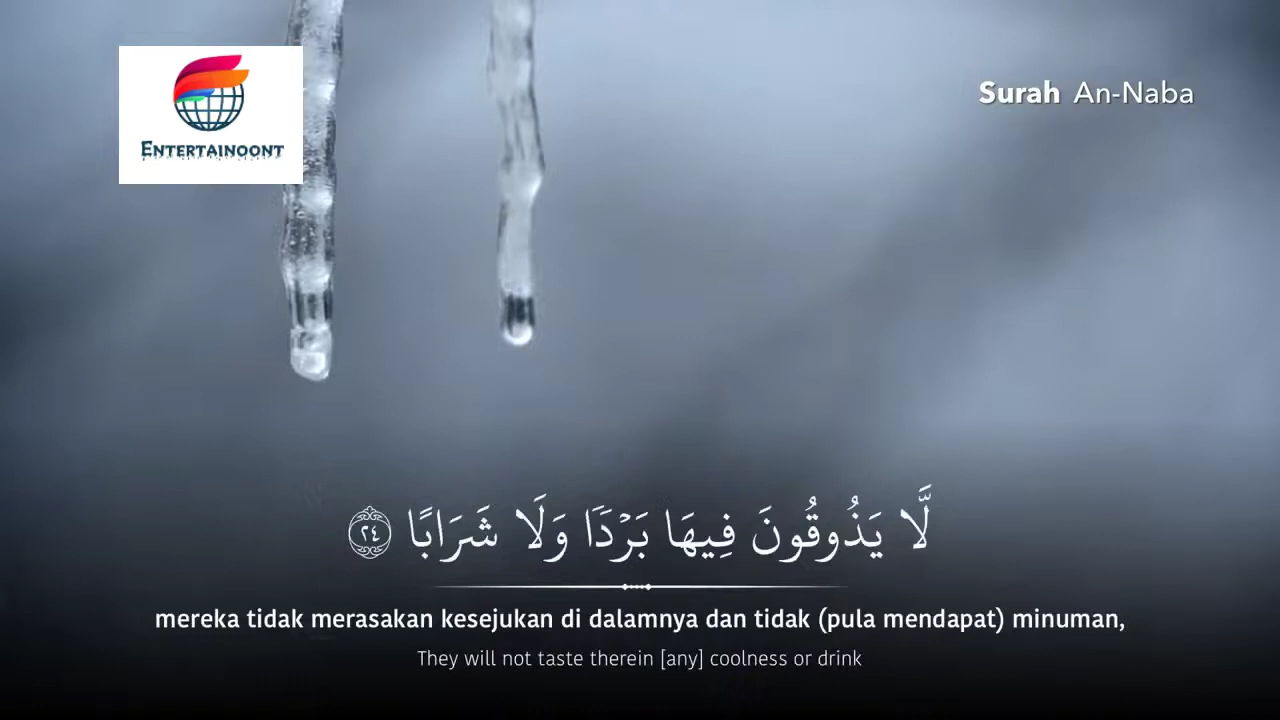 ENTERTAINOONT
Surah An-Naba
لَّا يَذُوقُونَ فِيهَا بَرْدًا وَلَا شَرَابًا ٢٤
mereka tidak merasakan kesejukan di dalamnya dan tidak (pula mendapat) minuman,
They will not taste therein [any] coolness or drink